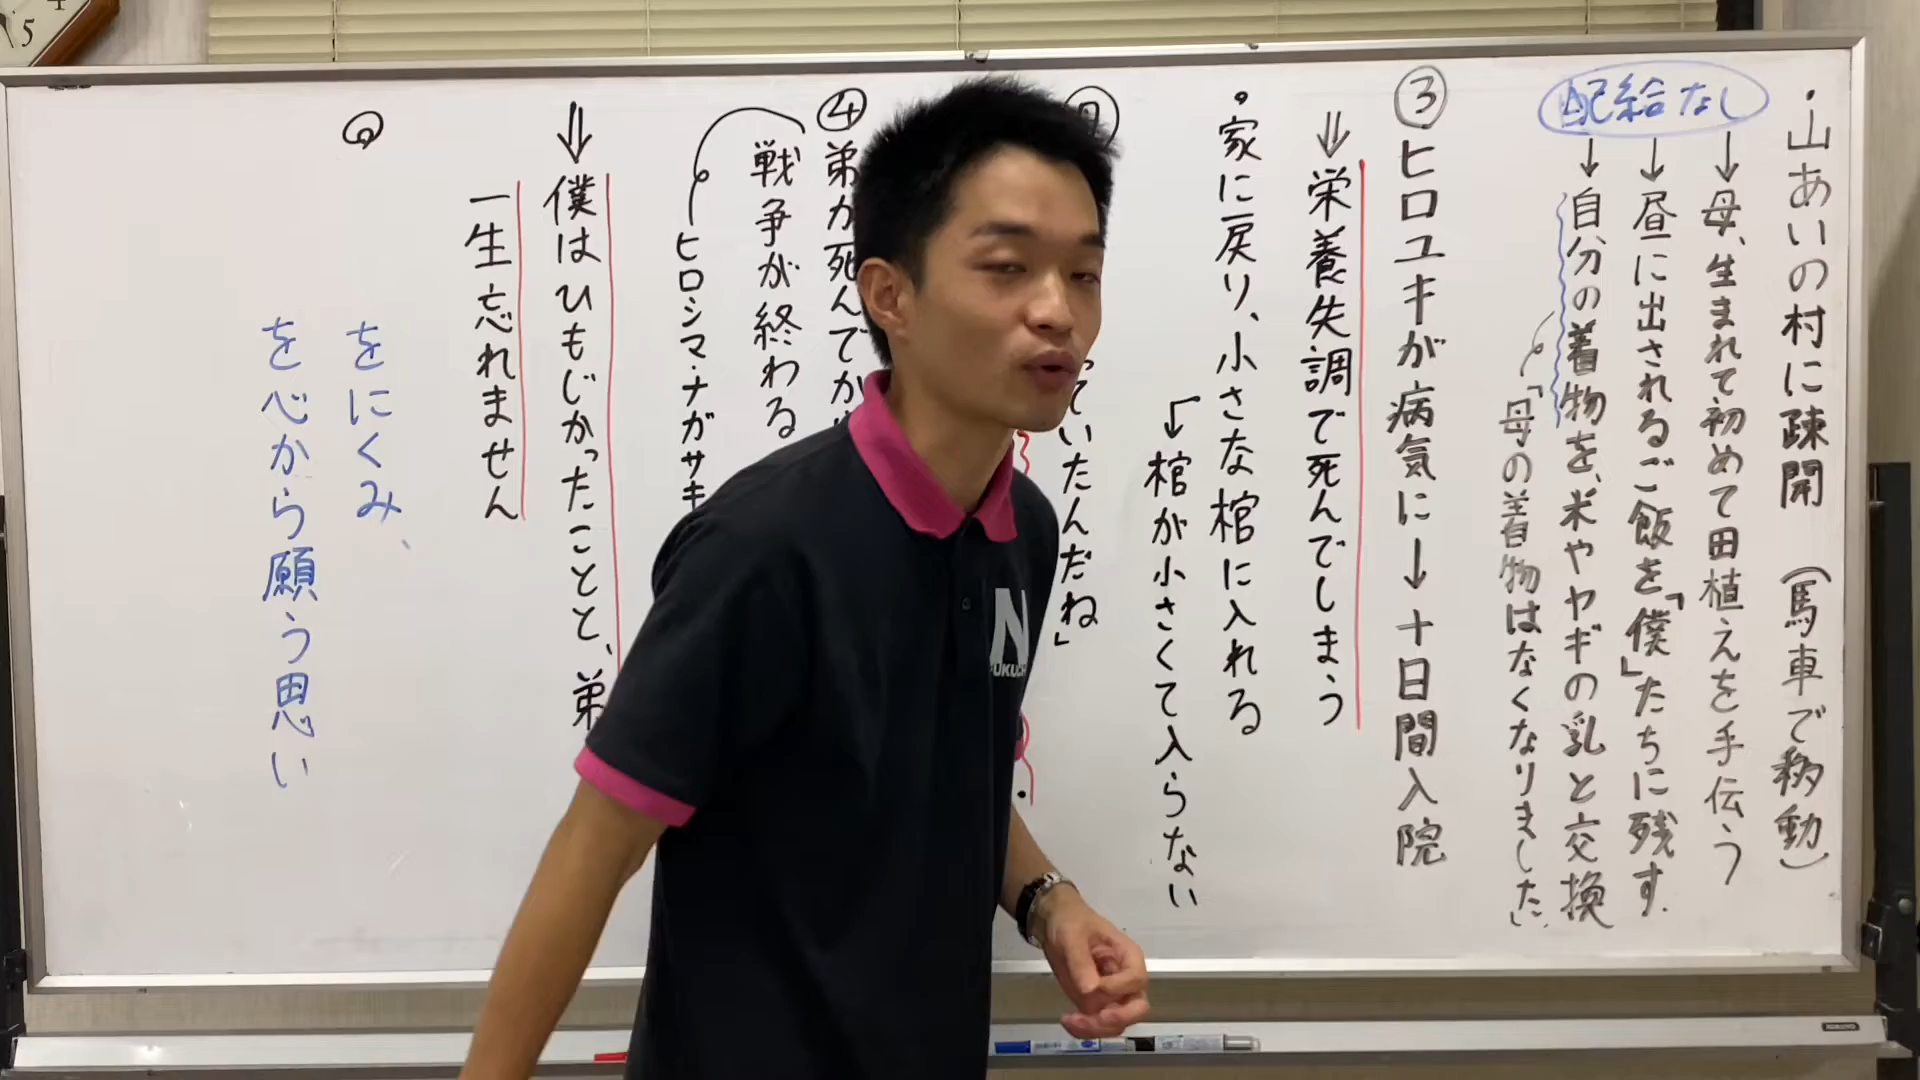 ・山あいの村に疎開 (馬車で移動)
配給なし
↓母、生まれて初めて田植えを手伝う
↓昼に出されるご飯を「僕」たちに残す.
↓自分の着物を、米やヤギの乳と交換
「母の着物はなくなりました」.
③ヒロユキが病気に→十日間入院
⇓栄養失調で死んでしまう
・家に戻り、小さな棺に入れる
棺が小さくて入らない
ていたんだね」
④弟が死んでか
戦争が終わる
ヒロシマ・ナガサキ
⇓僕はひもじかったことと、弟
一生忘れません
をにくみ、
を心から願う思い
N
5
KOKUYO